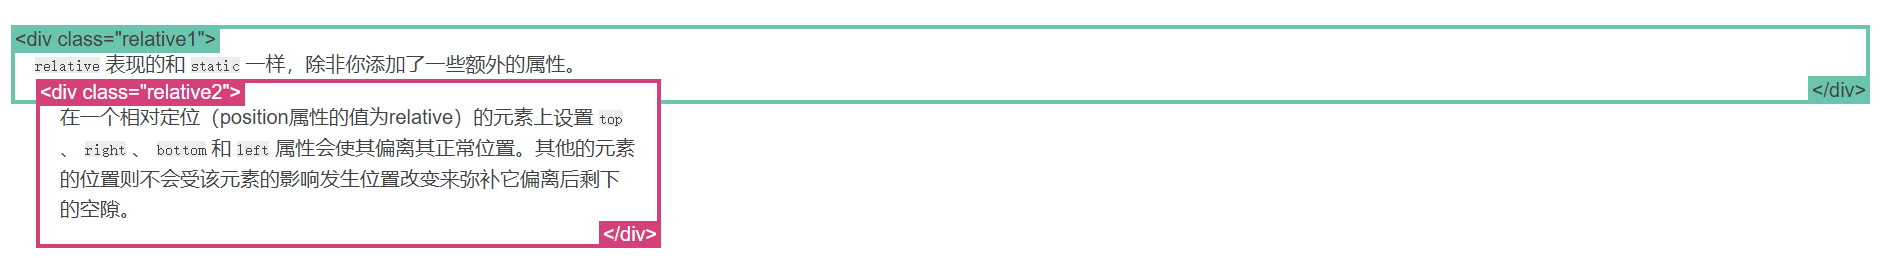 <div class="relative1">
relative 表现的和 static 一样，除非你添加了一些额外的属性。
</div>
<div class="relative2">
在一个相对定位（position属性的值为relative）的元素上设置 top
、 right 、 bottom 和 left 属性会使其偏离其正常位置。其他的元素
的位置则不会受该元素的影响发生位置改变来弥补它偏离后剩下
的空隙。
</div>